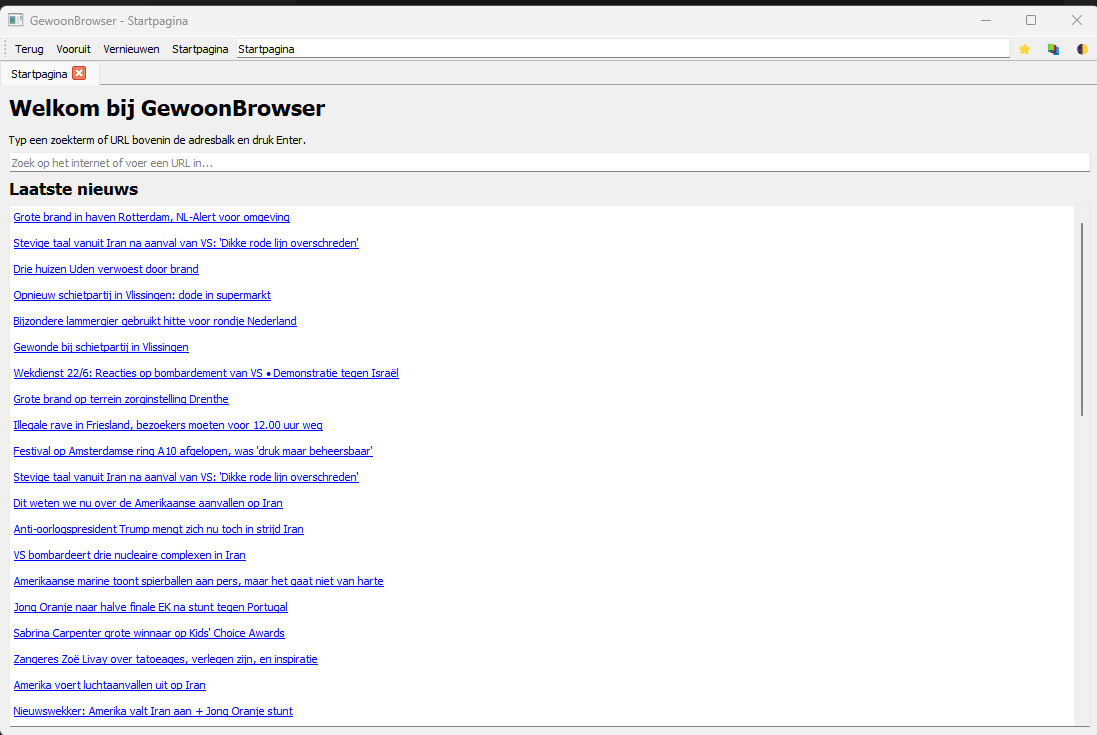 GewoonBrowser - Startpagina
Terug Vooruit Vernieuwen Startpagina Startpagina
Startpagina
Welkom bij GewoonBrowser
Typ een zoekterm of URL bovenin de adresbalk en druk Enter.
Zoek op het internet of voer een URL in...
Laatste nieuws
Grote brand in haven Rotterdam, NL-Alert voor omgeving
Stevige taal vanuit Iran na aanval van VS: 'Dikke rode lijn overschreden'
Drie huizen Uden verwoest door brand
Opnieuw schietpartij in Vlissingen: dode in supermarkt
Bijzondere lammergier gebruikt hitte voor rondje Nederland
Gewonde bij schietpartij in Vlissingen
Wekdienst 22/6: Reacties op bombardement van VS • Demonstratie tegen Israël
Grote brand op terrein zorginstelling Drenthe
Illegale rave in Friesland, bezoekers moeten voor 12.00 uur weg
Festival op Amsterdamse ring A10 afgelopen, was 'druk maar beheersbaar'
Stevige taal vanuit Iran na aanval van VS: 'Dikke rode lijn overschreden'
Dit weten we nu over de Amerikaanse aanvallen op Iran
Anti-oorlogspresident Trump mengt zich nu toch in strijd Iran
VS bombardeert drie nucleaire complexen in Iran
Amerikaanse marine toont spierballen aan pers, maar het gaat niet van harte
Jong Oranje naar halve finale EK na stunt tegen Portugal
Sabrina Carpenter grote winnaar op Kids' Choice Awards
Zangeres Zoë Livay over tatoeages, verlegen zijn, en inspiratie
Amerika voert luchtaanvallen uit op Iran
Nieuwswekker: Amerika valt Iran aan + Jong Oranje stunt